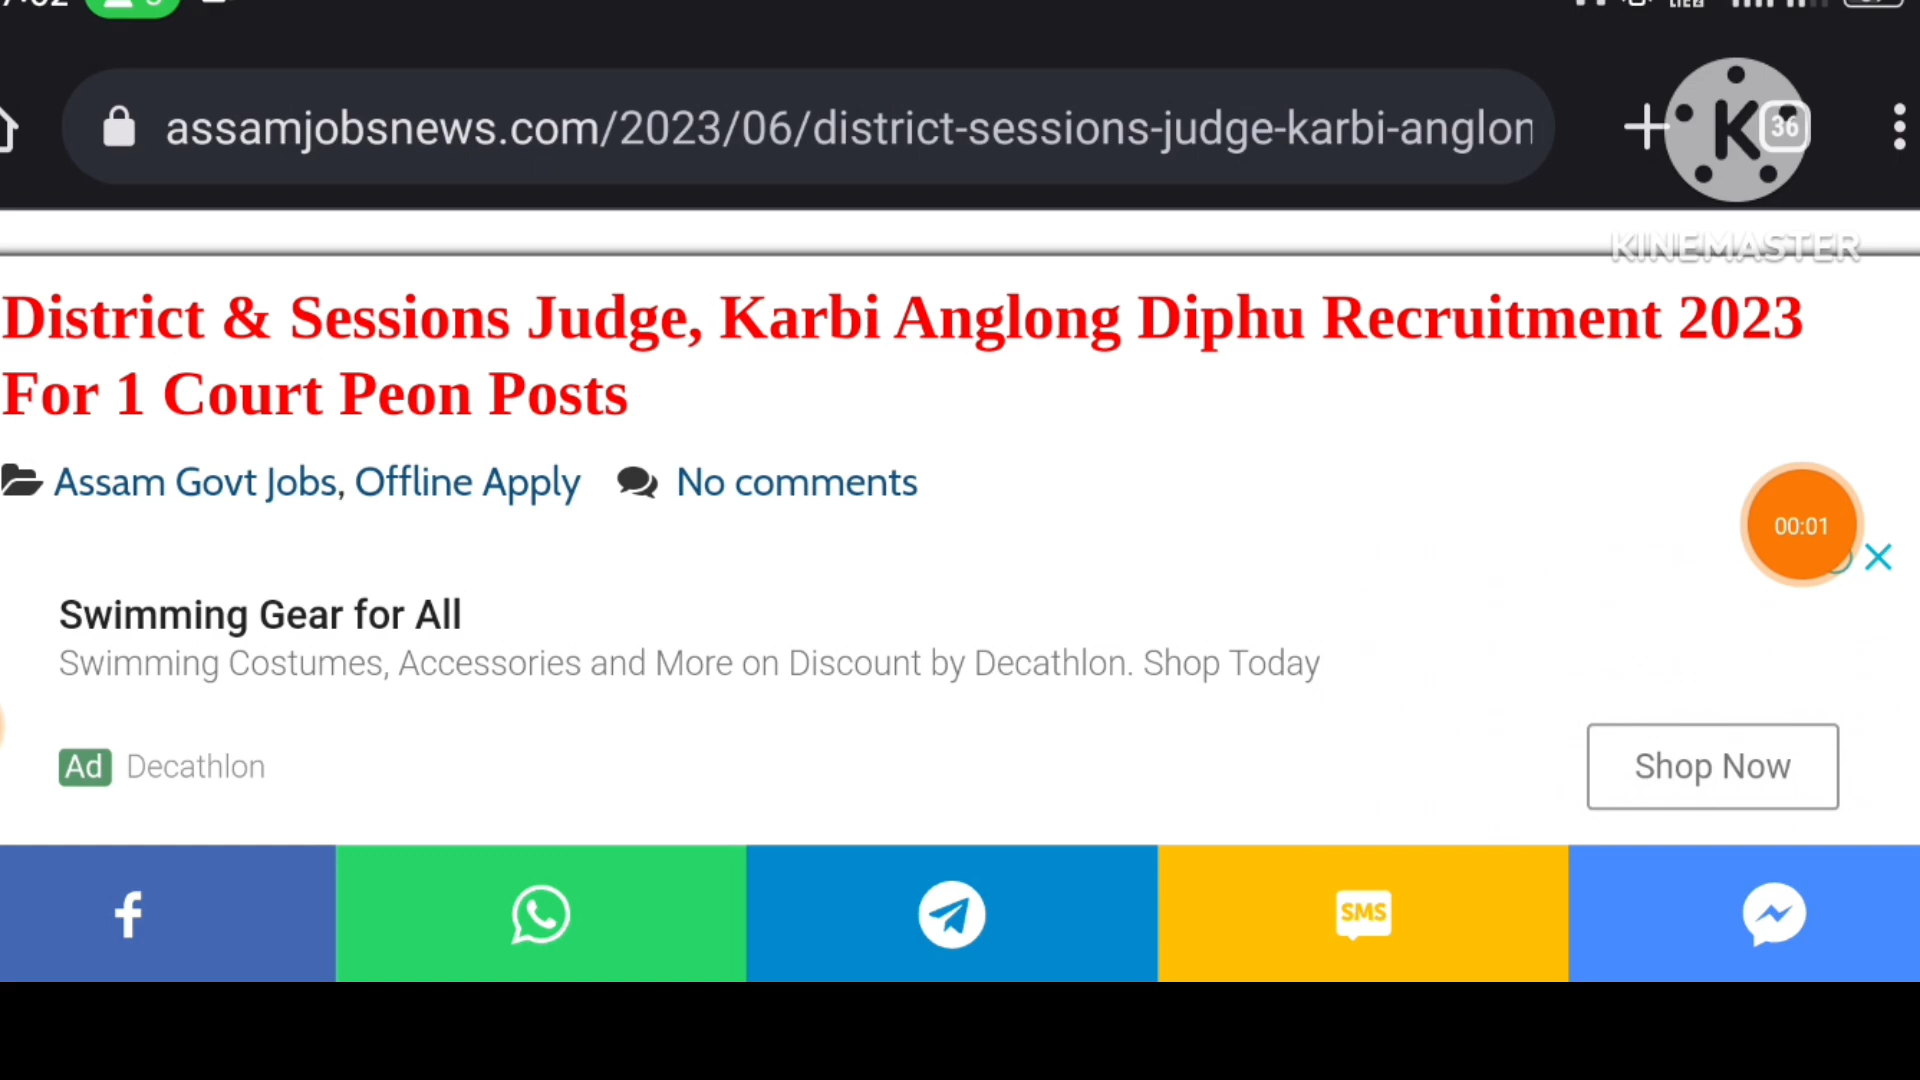 assamjobsnews.com/2023/06/district-sessions-judge-karbi-anglon
K
36
KINEMASTER
District & Sessions Judge, Karbi Anglong Diphu Recruitment 2023
For 1 Court Peon Posts
Assam Govt Jobs, Offline Apply No comments
00:01
Swimming Gear for All
Swimming Costumes, Accessories and More on Discount by Decathlon. Shop Today
Ad Decathlon
Shop Now
f
SMS